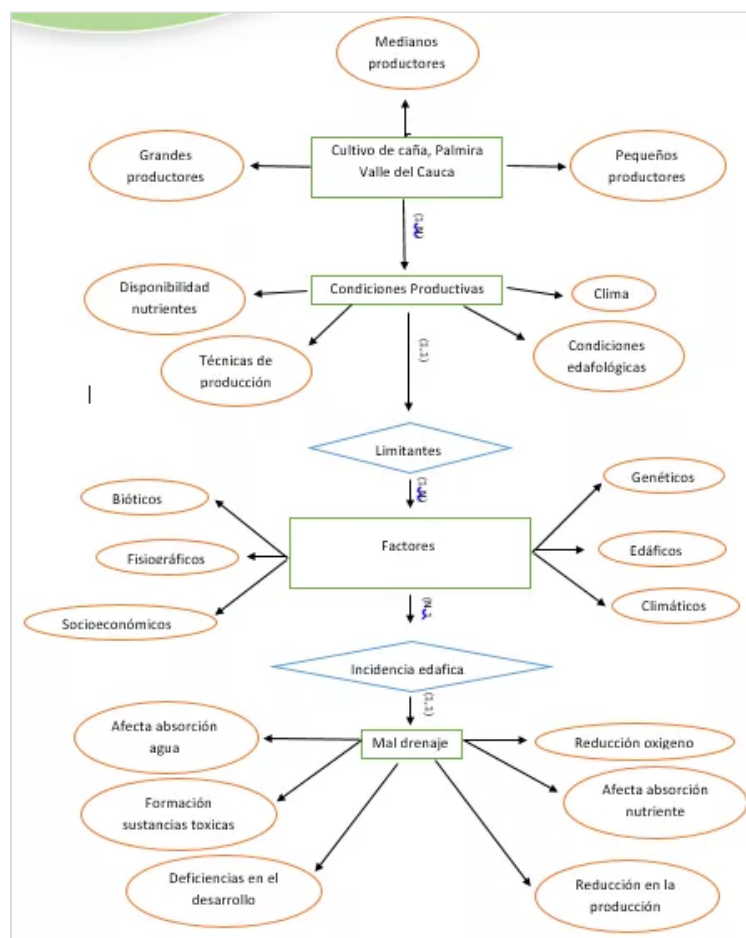 Medianos
productores
Grandes
productores
Cultivo de caña, Palmira
Valle del Cauca
Pequeños
productores
(1,N)
Disponibilidad
nutrientes
Condiciones Productivas
Clima
Técnicas de
producción
(1,1)
Condiciones
edafológicas
Limitantes
(1,N)
Bióticos
Genéticos
Fisiográficos
Factores
Edáficos
Socioeconómicos
Climáticos
(N,1
Incidencia edafica
(1,1)
Afecta absorción
agua
Mal drenaje
Reducción oxigeno
Formación
sustancias toxicas
Afecta absorción
nutriente
Deficiencias en el
desarrollo
Reducción en la
producción